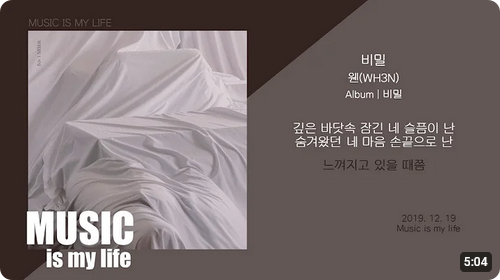 MUSIC IS MY LIFE
비밀
웬(WH3N)
Album | 비밀
깊은 바닷속 잠긴 네 슬픔이 난
숨겨왔던 네 마음 손끝으로 난
느껴지고 있을 때쯤
2019. 12. 19
Music is my life
MUSIC
is my life
5:04